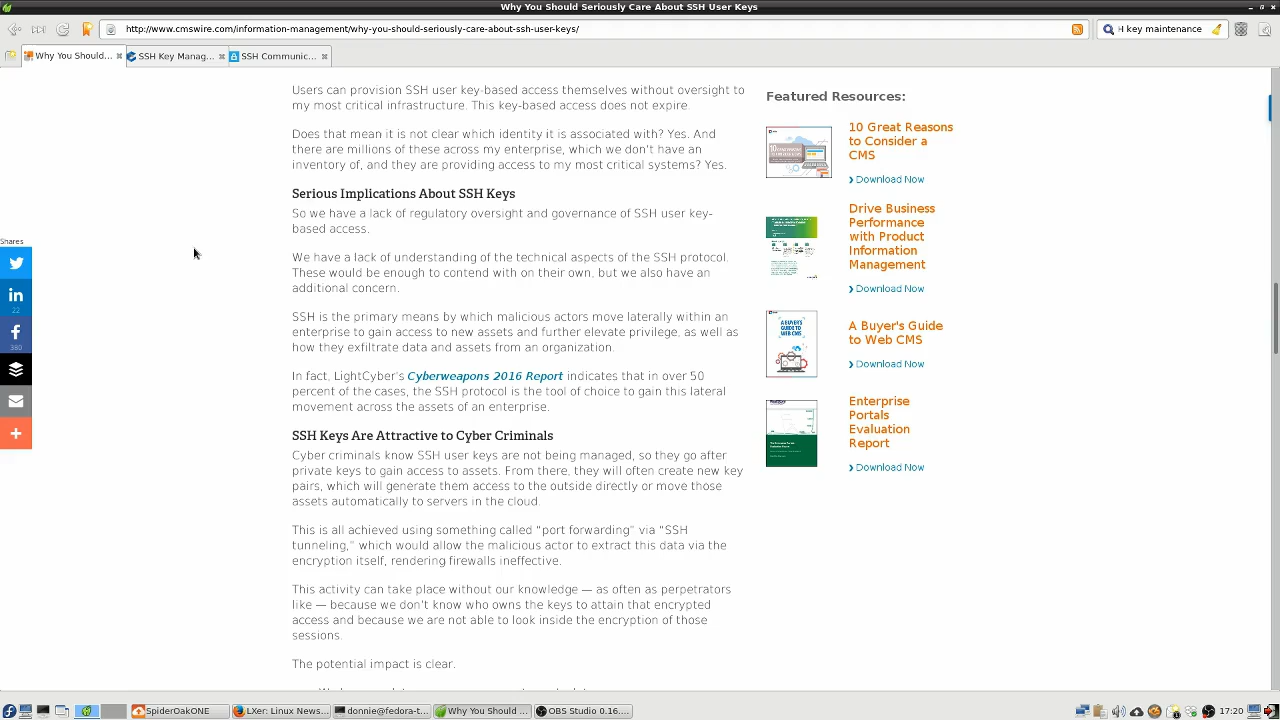 Why You Should Seriously Care About SSH User Keys
http://www.cmswire.com/information-management/why-you-should-seriously-care-about-ssh-user-keys/
key maintenance
Why You Should...
SSH Key Manag...
SSH Communic...
Users can provision SSH user key-based access themselves without oversight to
my most critical infrastructure. This key-based access does not expire.
Does that mean it is not clear which identity it is associated with? Yes. And
there are millions of these across my enterprise, which we don't have an
inventory of, and they are providing access to my most critical systems? Yes.
Serious Implications About SSH Keys
So we have a lack of regulatory oversight and governance of SSH user key-
based access.
We have a lack of understanding of the technical aspects of the SSH protocol.
These would be enough to contend with on their own, but we also have an
additional concern.
SSH is the primary means by which malicious actors move laterally within an
enterprise to gain access to new assets and further elevate privilege, as well as
how they exfiltrate data and assets from an organization.
In fact, LightCyber's Cyberweapons 2016 Report indicates that in over 50
percent of the cases, the SSH protocol is the tool of choice to gain this lateral
movement across the assets of an enterprise.
SSH Keys Are Attractive to Cyber Criminals
Cyber criminals know SSH user keys are not being managed, so they go after
private keys to gain access to assets. From there, they will often create new key
pairs, which will generate them access to the outside directly or move those
assets automatically to servers in the cloud.
This is all achieved using something called "port forwarding" via "SSH
tunneling," which would allow the malicious actor to extract this data via the
encryption itself, rendering firewalls ineffective.
This activity can take place without our knowledge — as often as perpetrators
like — because we don't know who owns the keys to attain that encrypted
access and because we are not able to look inside the encryption of those
sessions.
The potential impact is clear.
Featured Resources:
10 Great Reasons
to Consider a
CMS
Download Now
Drive Business
Performance
with Product
Information
Management
Download Now
A BUYER'S
GUIDE TO
WEB CMS
A Buyer's Guide
to Web CMS
Download Now
Enterprise
Portals
Evaluation
Report
Download Now
Shares
22
380
SpiderOakONE
LXer: Linux News...
donnie@fedora-t...
Why You Should ...
OBS Studio 0.16....
17:20